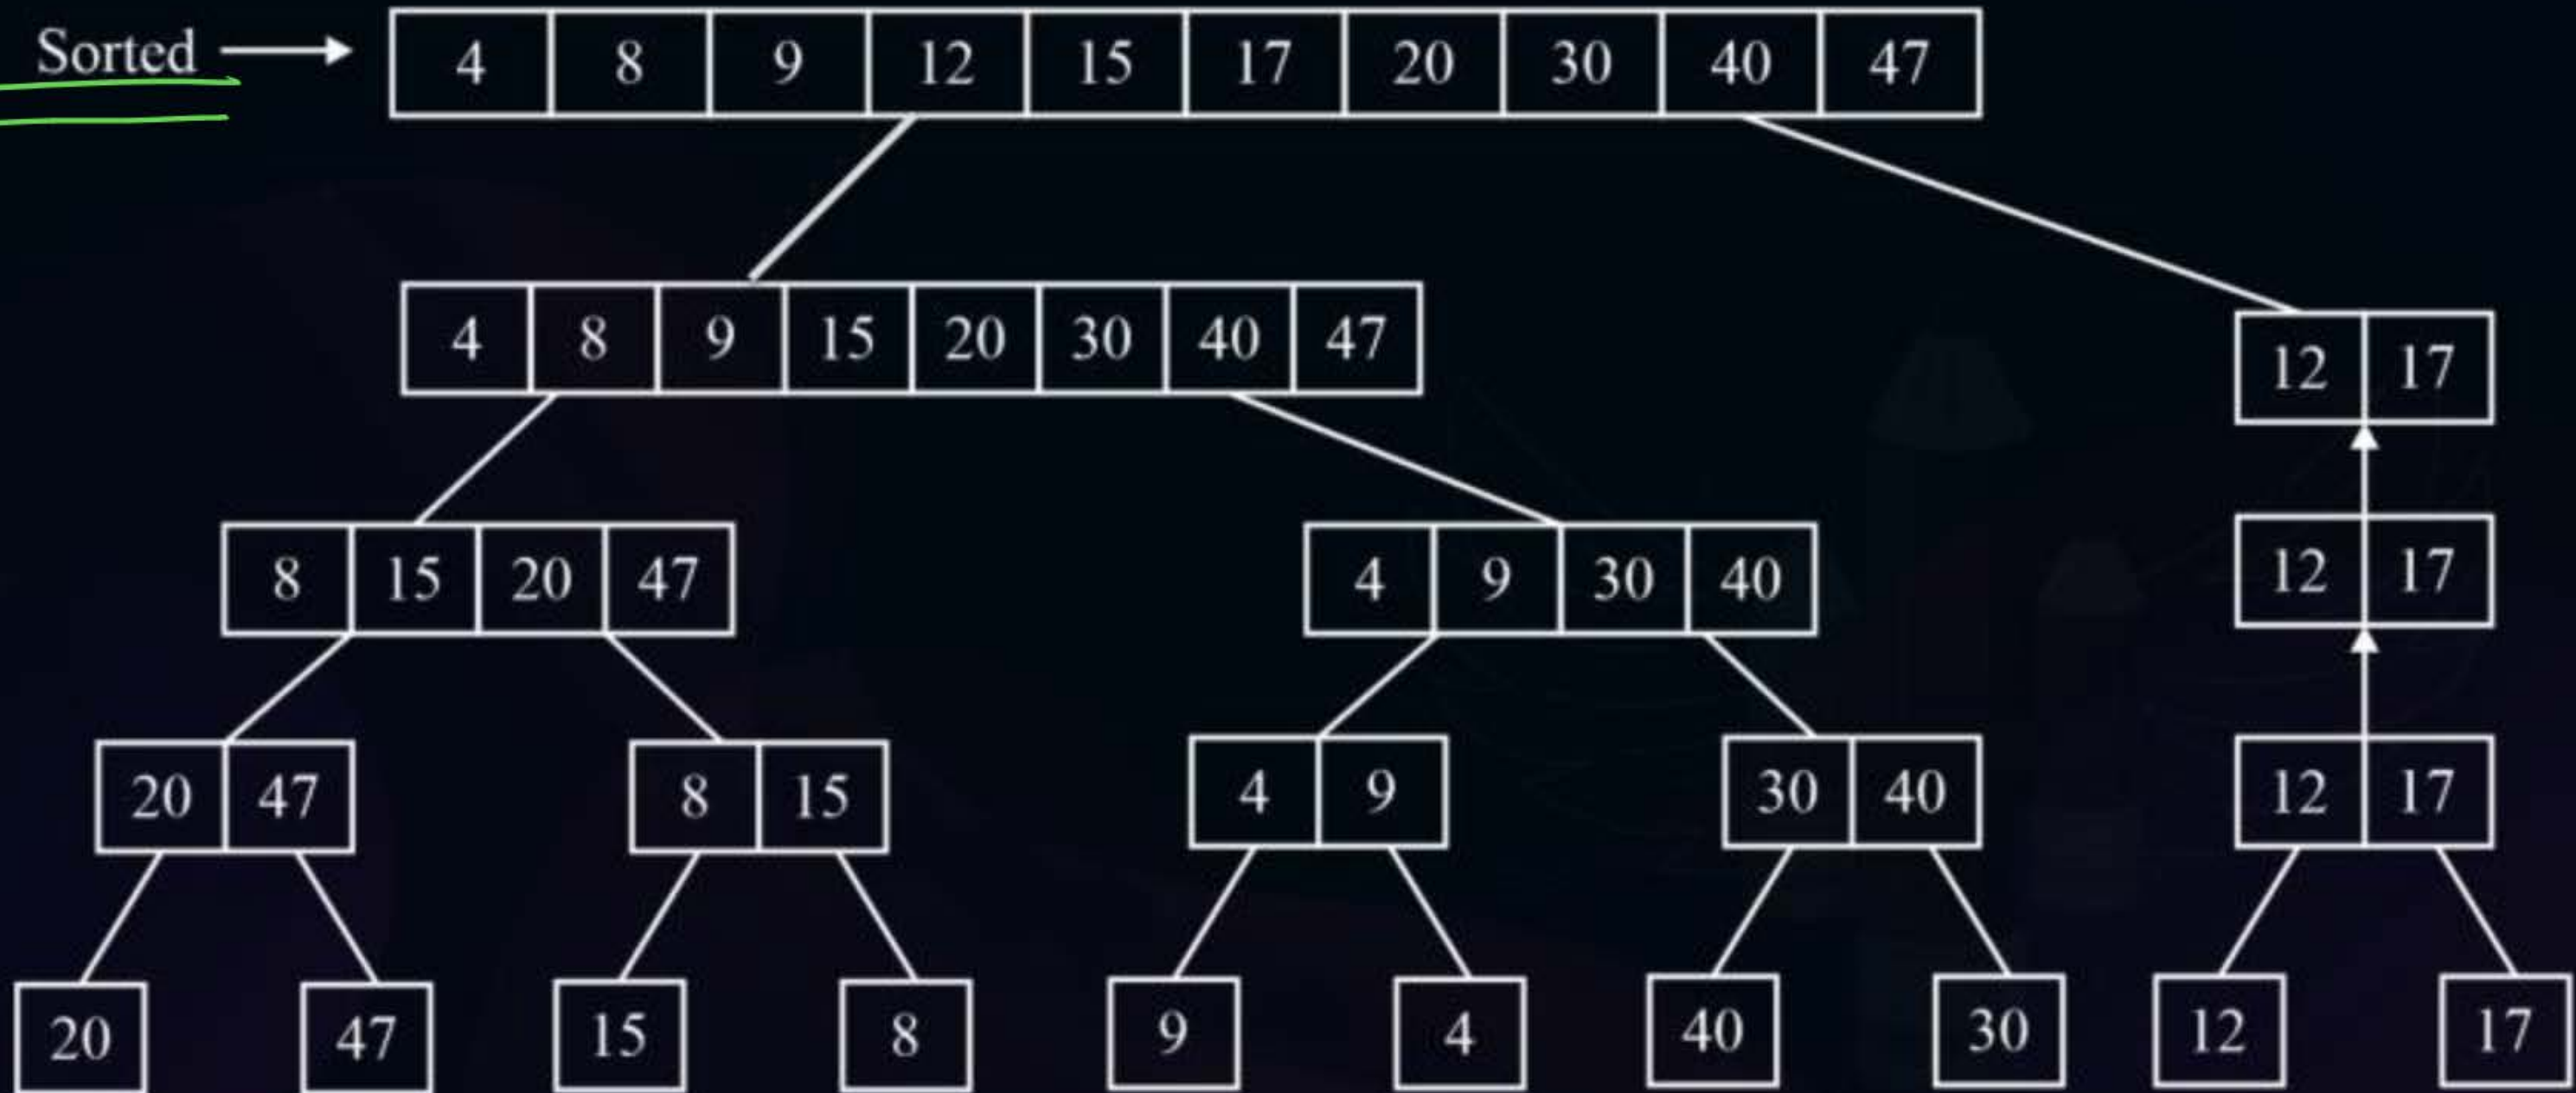 Sorted 4 8 9 12 15 17 20 30 40 47
4 8 9 15 20 30 40 47 12 17
8 15 20 47 4 9 30 40 12 17
20 47 8 15 4 9 30 40 12 17
20 47 15 8 9 4 40 30 12 17